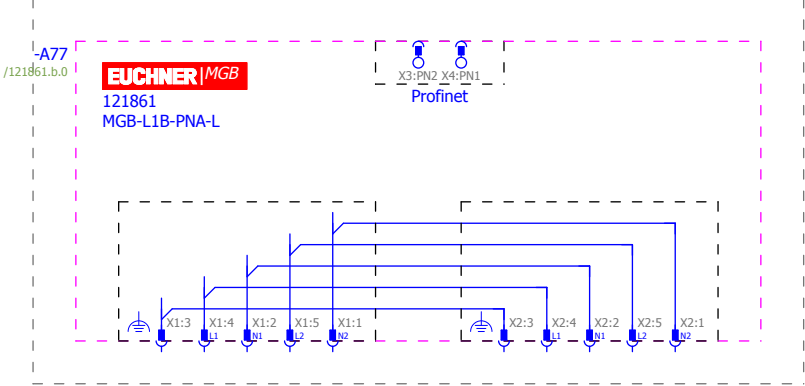 -A77
/121861.b.0
EUCHNER|MGB
121861
MGB-L1B-PNA-L
X3:PN2 X4:PN1
Profinet
X1:3 X1:4 X1:2 X1:5 X1:1 X2:3 X2:4 X2:2 X2:5 X2:1
L1 N1 L2 N2 L1 N1 L2 N2